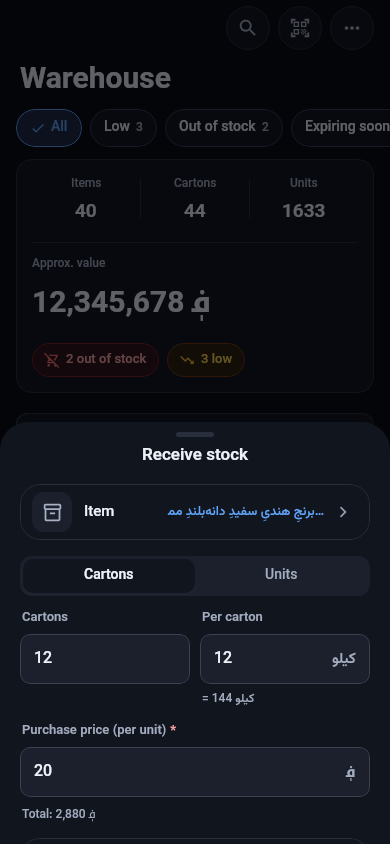 Warehouse
All
Low 3
Out of stock 2
Expiring soon
Items
Cartons
Units
40
44
1633
Approx. value
12,345,678 ؋
2 out of stock
3 low
Receive stock
Item
برنجِ هندیِ سفیدِ دانه‌بلندِ مم...
Cartons
Units
Cartons
Per carton
12
12 کیلو
= 144 کیلو
Purchase price (per unit) *
20 ؋
Total: 2,880 ؋